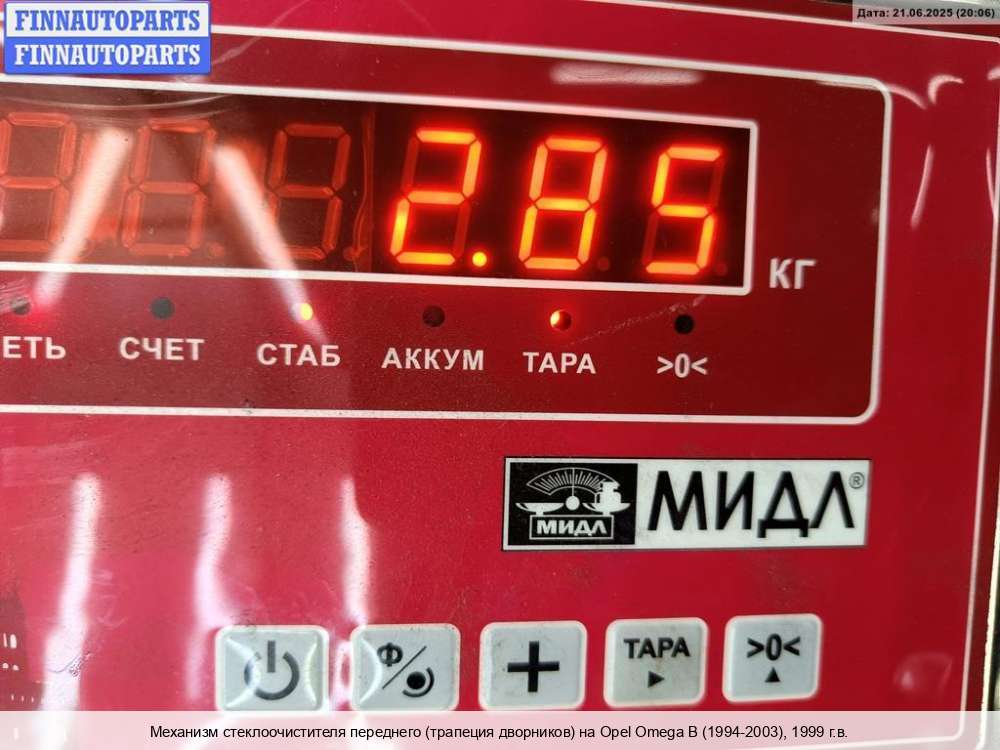 FINNAUTOPARTS
FINNAUTOPARTS
Дата: 21.06.2025 (20:06)
2.85
КГ
ЕТЬ СЧЕТ СТАБ АККУМ ТАРА >0<
МИДЛ
МИДЛ®
Ф ТАРА >0<
Механизм стеклоочистителя переднего (трапеция дворников) на Opel Omega B (1994-2003), 1999 г.в.